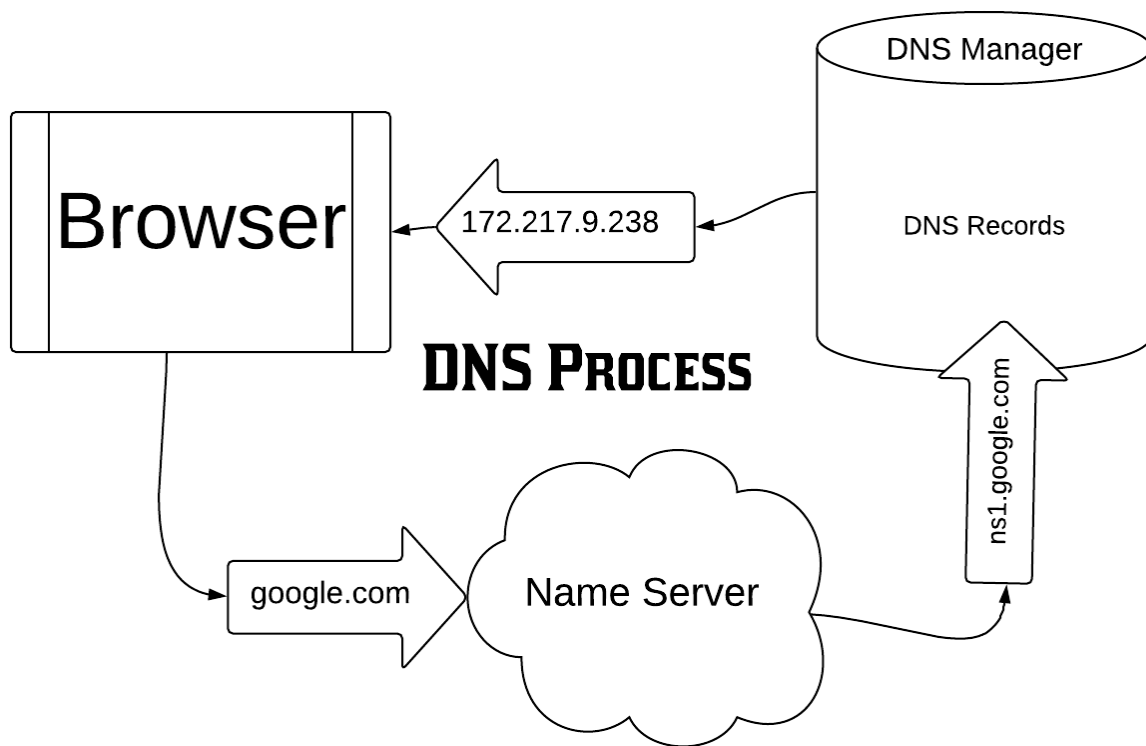 DNS Manager
Browser
172.217.9.238
DNS Records
DNS Process
ns1.google.com
google.com
Name Server